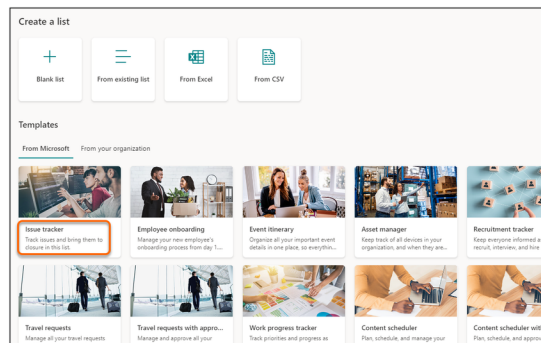 Create a list
Blank list
From existing list
From Excel
From CSV
Templates
From Microsoft
From your organization
Issue tracker
Track issues and bring them to
closure in this list.
Employee onboarding
Manage your new employee's
onboarding process from day 1...
Event itinerary
Organize all your important event
details in one place, so everythin...
Asset manager
Keep track of all devices in your
organization, and when they are...
Recruitment tracker
Keep everyone informed a
recruit, interview, and hire
Travel requests
Manage all your travel requests
Travel requests with appro...
Manage and approve all your
Work progress tracker
Track priorities and progress as
Content scheduler
Plan, schedule, and manage your
Content scheduler wit
Plan, schedule, and approv